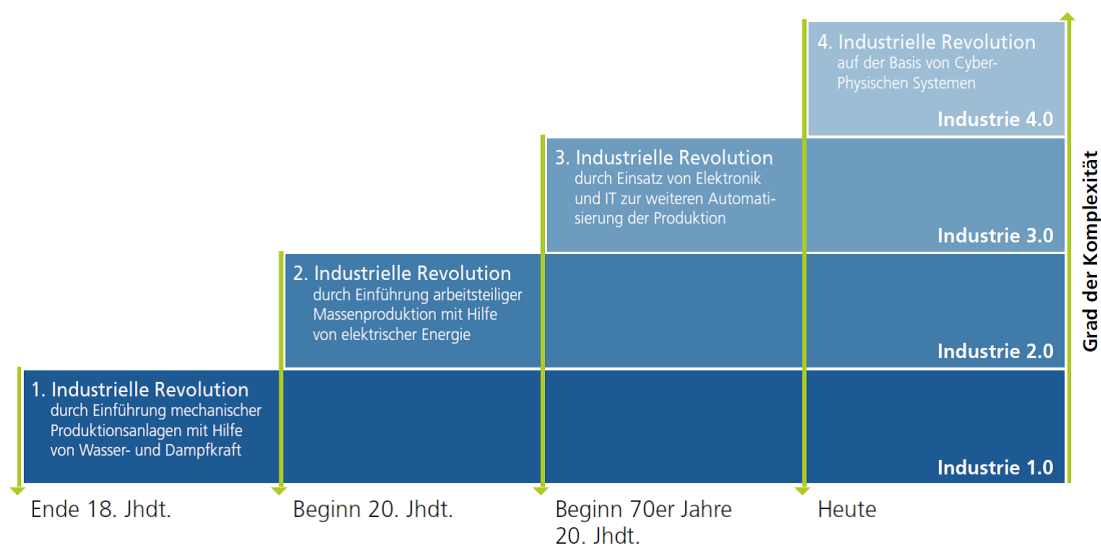 4. Industrielle Revolution
auf der Basis von Cyber-
Physischen Systemen
Industrie 4.0
3. Industrielle Revolution
durch Einsatz von Elektronik
und IT zur weiteren Automati-
sierung der Produktion
Industrie 3.0
2. Industrielle Revolution
durch Einführung arbeitsteiliger
Massenproduktion mit Hilfe
von elektrischer Energie
Industrie 2.0
1. Industrielle Revolution
durch Einführung mechanischer
Produktionsanlagen mit Hilfe
von Wasser- und Dampfkraft
Industrie 1.0
Grad der Komplexität
Ende 18. Jhdt.
Beginn 20. Jhdt.
Beginn 70er Jahre
20. Jhdt.
Heute